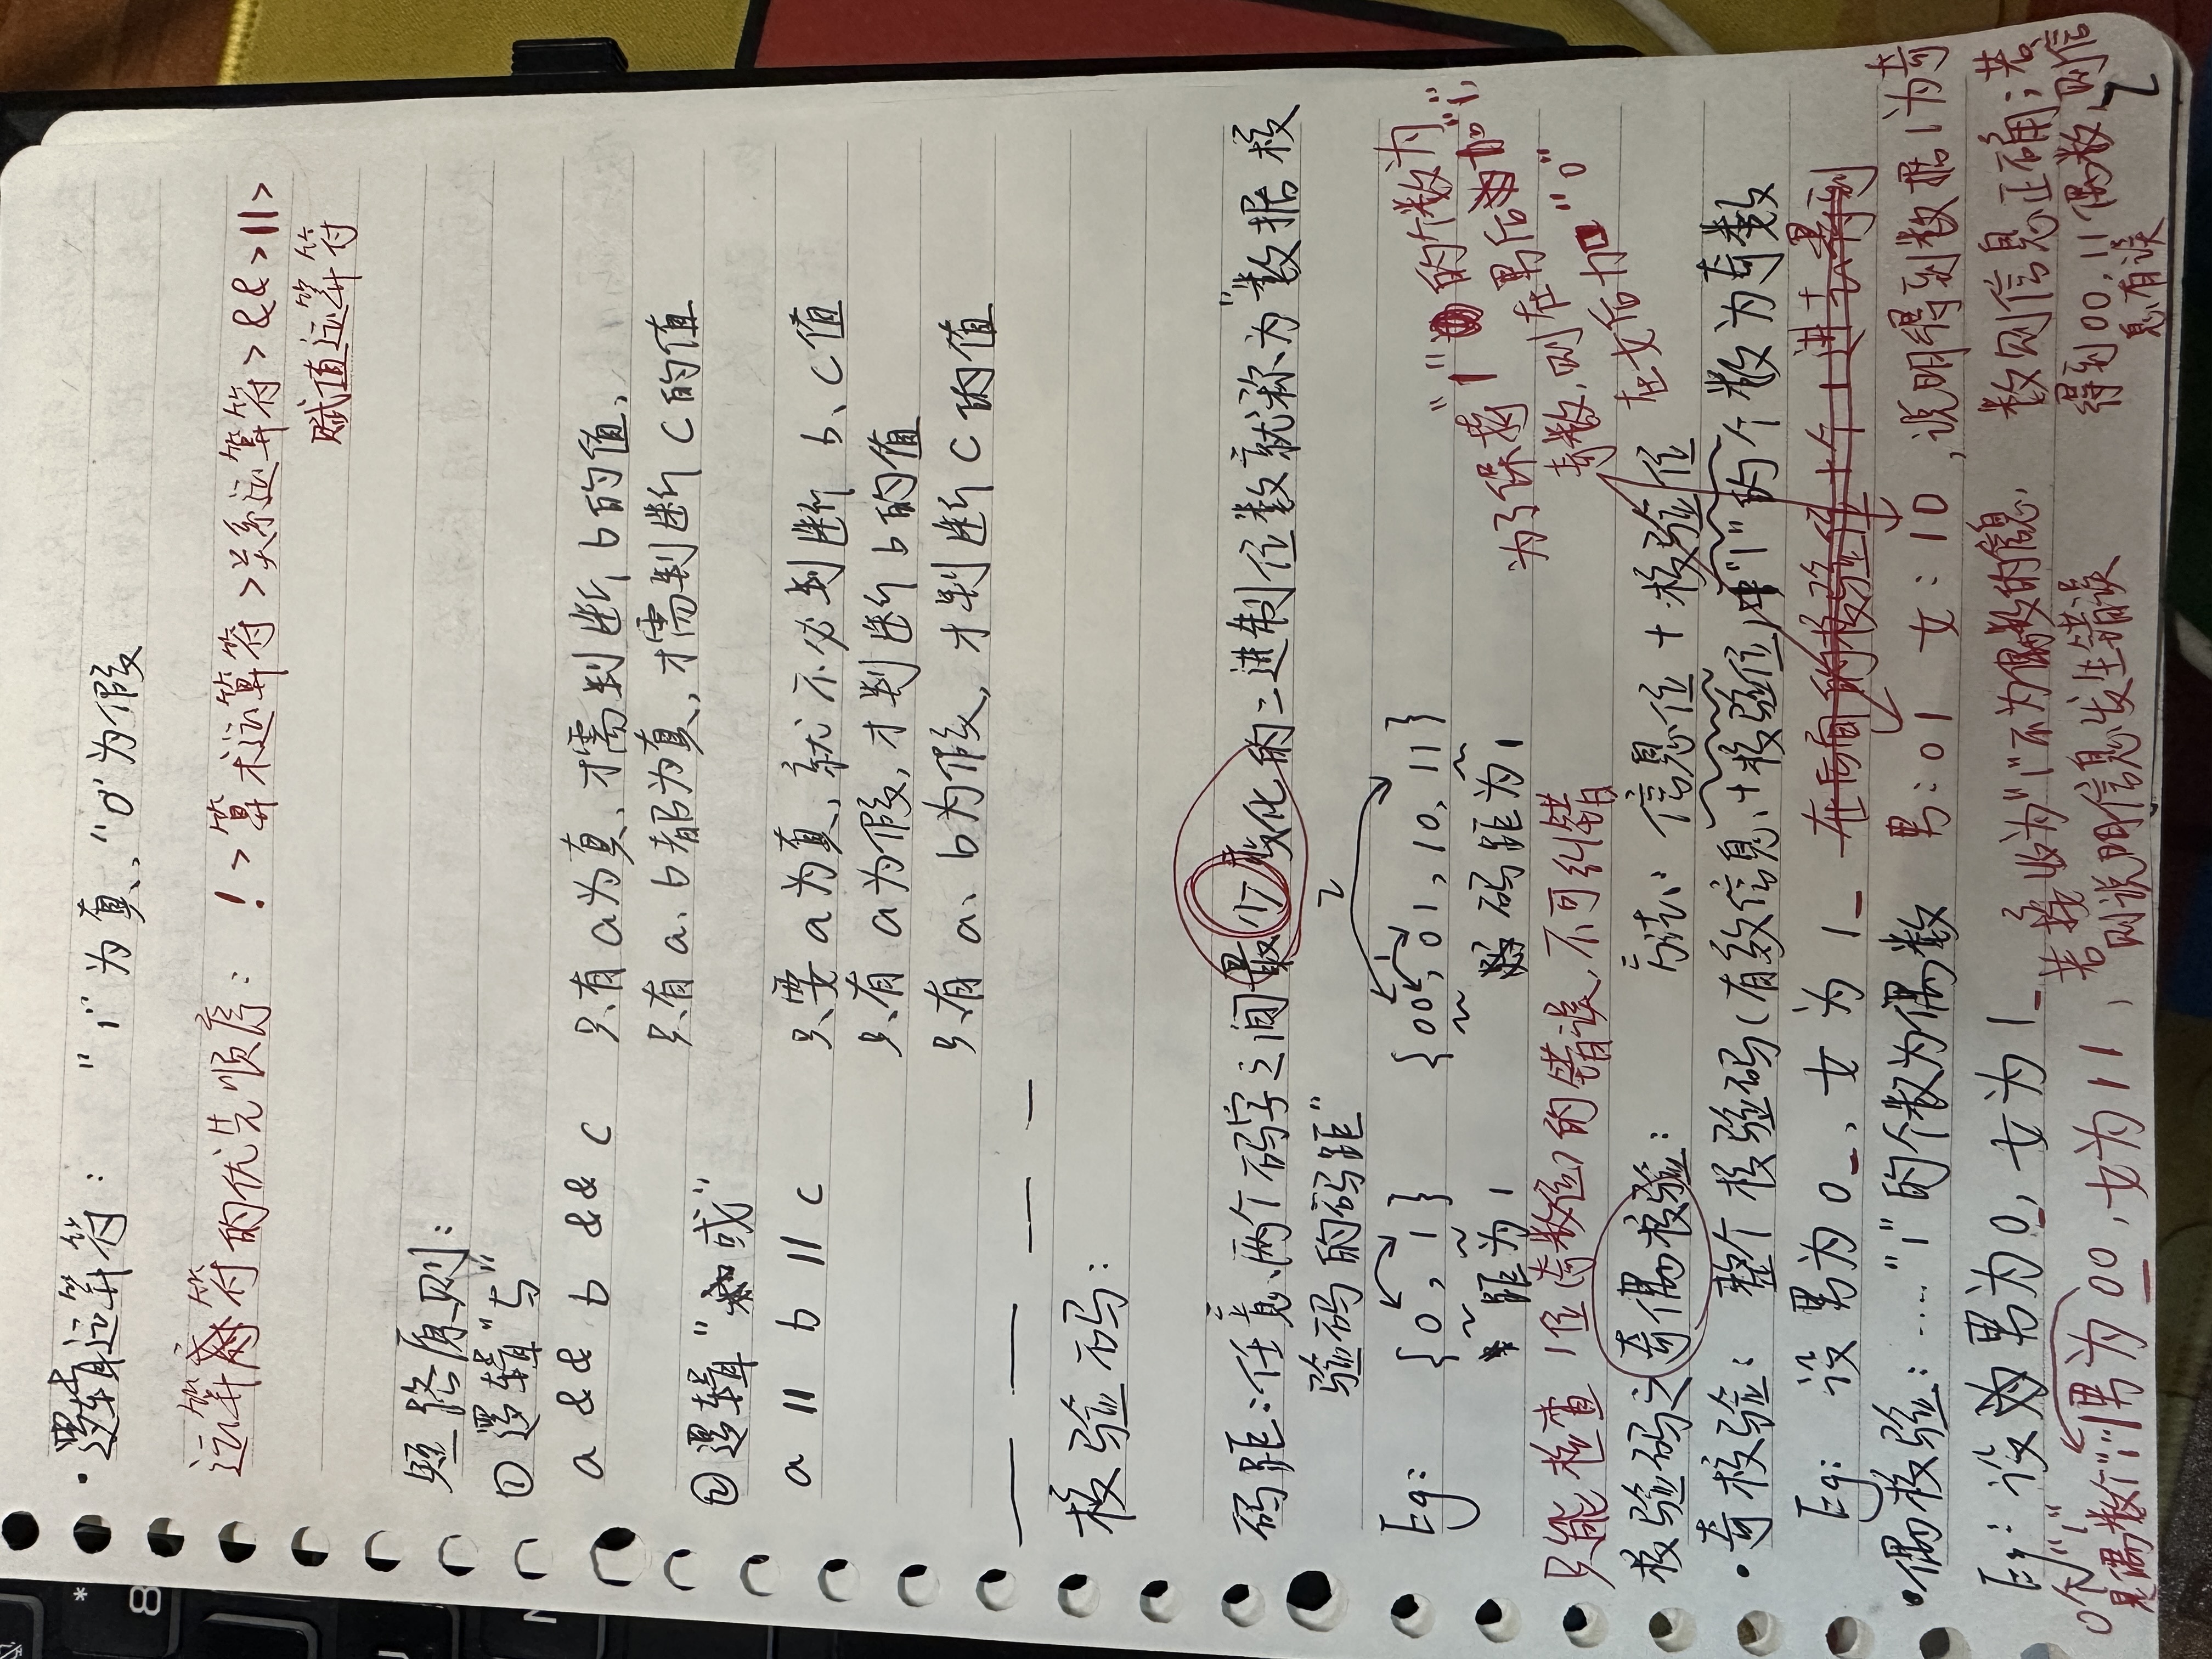 · 逻辑运算符： "1"为真、"0"为假
运算符的优先顺序： ！>算术运算符>关系运算符>&&>||>
赋值运算符
短路原则：
① 逻辑"与"
a && b && c 只有a为真，才需判断b的值，
只有a、b都为真，才需判断c的值
② 逻辑"或"
a || b || c 只要a为真，就不必判断 b、c值
只有a为假，才判断b的值
只有a、b为假，才判断c的值
校验码：
码距：任意两个码字之间最少变化的二进制位数就称为"数据校
验码的码距"
2
1
Eg： {0，1} {00，01，10，11}
距为1 码距为1
为了保持"1"的个数为
奇数，则在男后加"1"，
在女后加"0"
只能检查1位(奇数位)的错误，不可纠错
校验码之奇偶校验： 方法：信息位+校验位
· 奇校验： 整个校验码(有效信息+校验位)中"1"的个数为奇数
Eg： 设男为0_，女为1_ 在后面的校验位+个1进去得到
· 偶校验：····"1"的个数为偶数 男：01 女：10，说明得到数据1为奇
数则信息正确；若
得到00，11偶数，则信
息有误
Eg：设男为0_，女为1_
若接收为"1"不为偶数的信息，
则说明信息发生错误
0个"1"
是偶数个"1" 男为00，女为11，
2